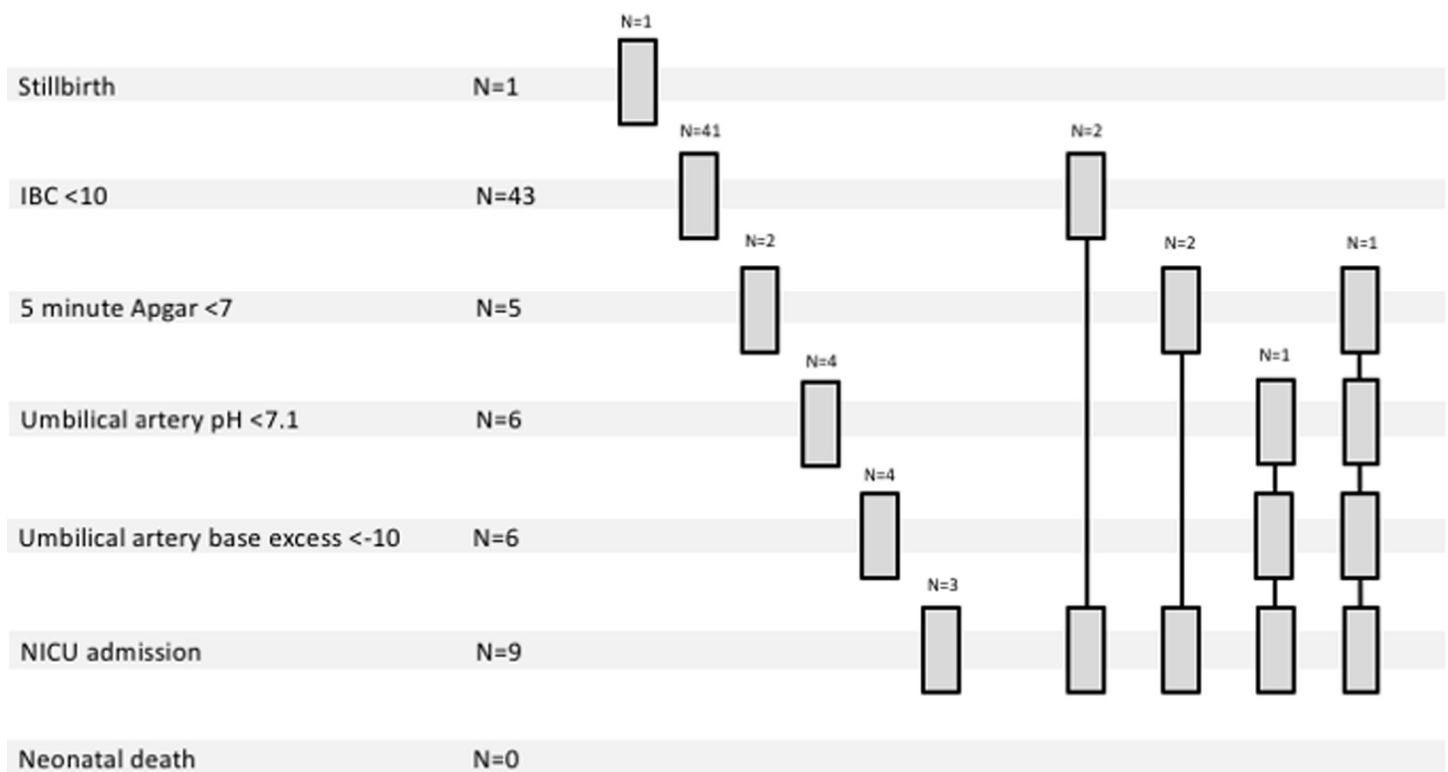 N=1
Stillbirth N=1
N=41 N=2
IBC <10 N=43
N=2 N=2 N=1
5 minute Apgar <7 N=5
N=4 N=1
Umbilical artery pH <7.1 N=6
N=4
Umbilical artery base excess <-10 N=6
N=3
NICU admission N=9
Neonatal death N=0